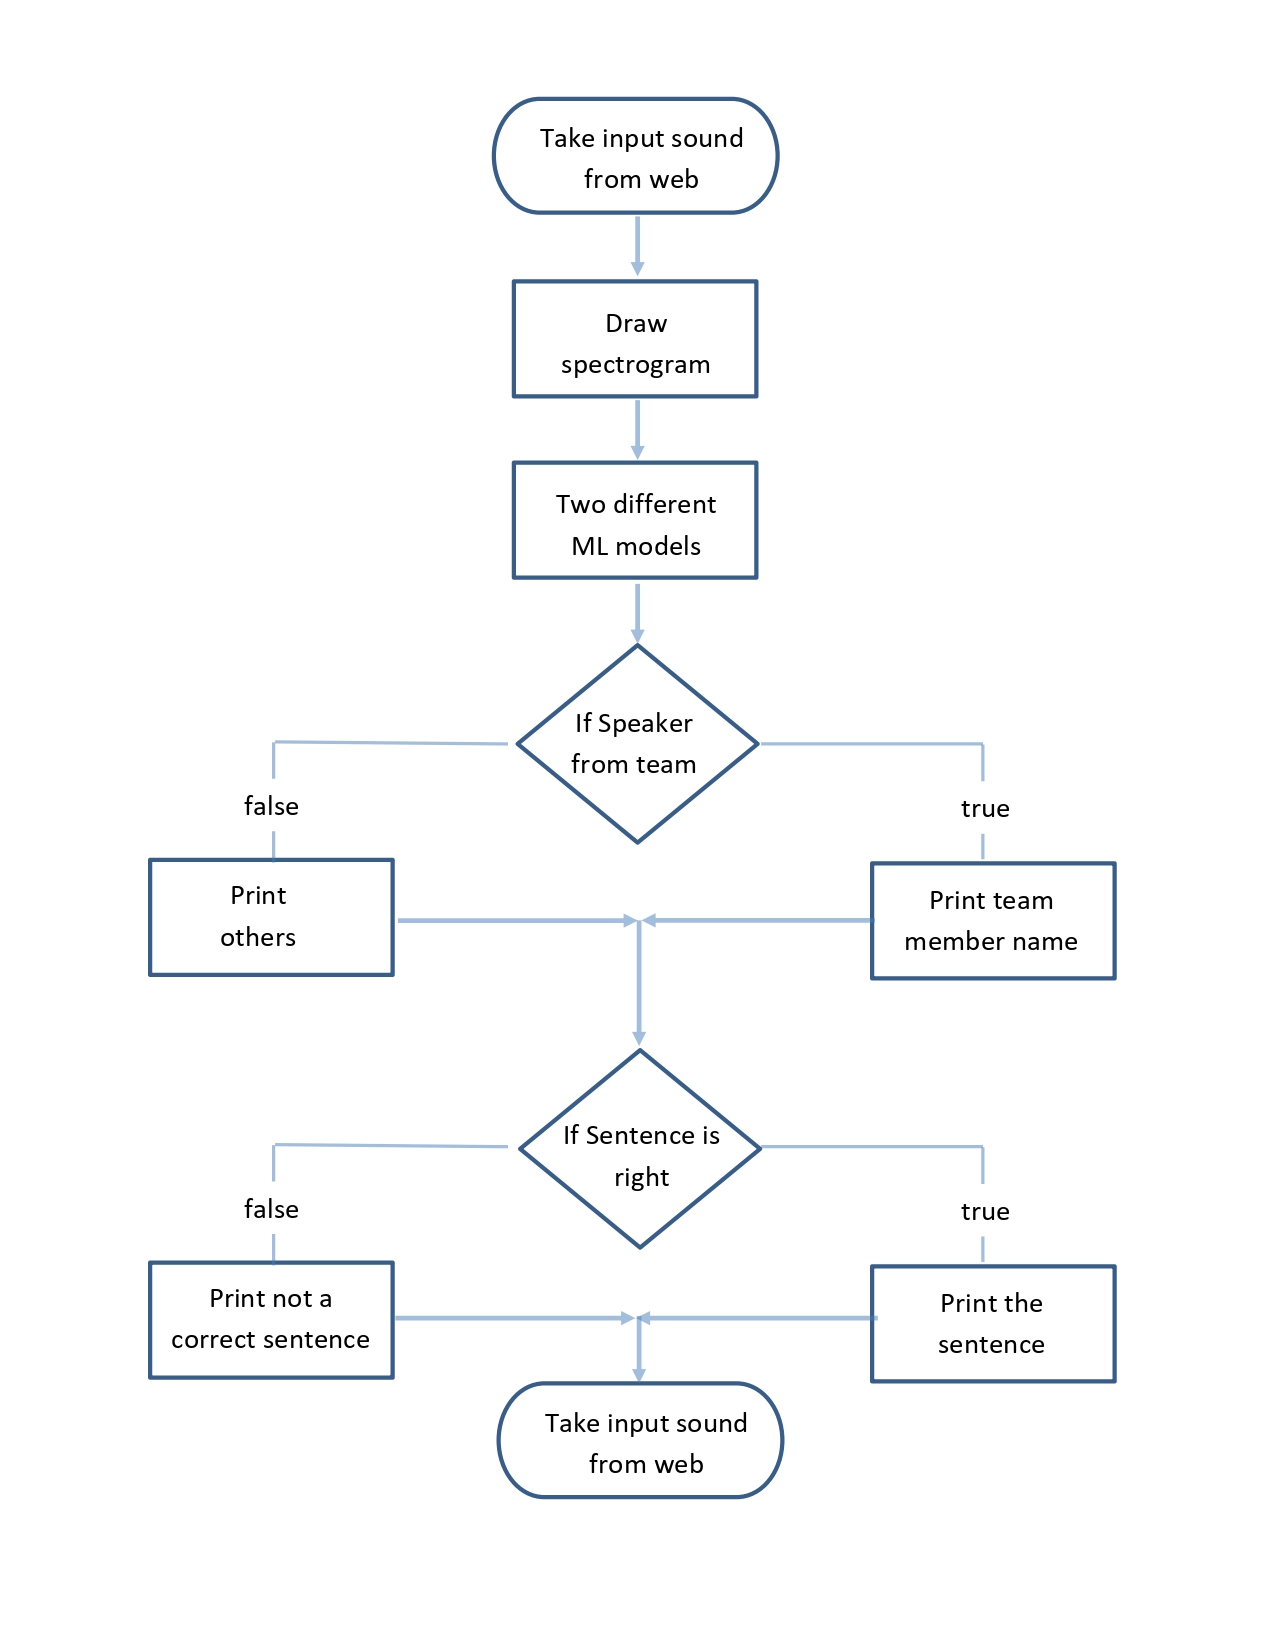 Take input sound
from web
Draw
spectrogram
Two different
ML models
If Speaker
from team
false
true
Print
others
Print team
member name
If Sentence is
right
false
true
Print not a
correct sentence
Print the
sentence
Take input sound
from web